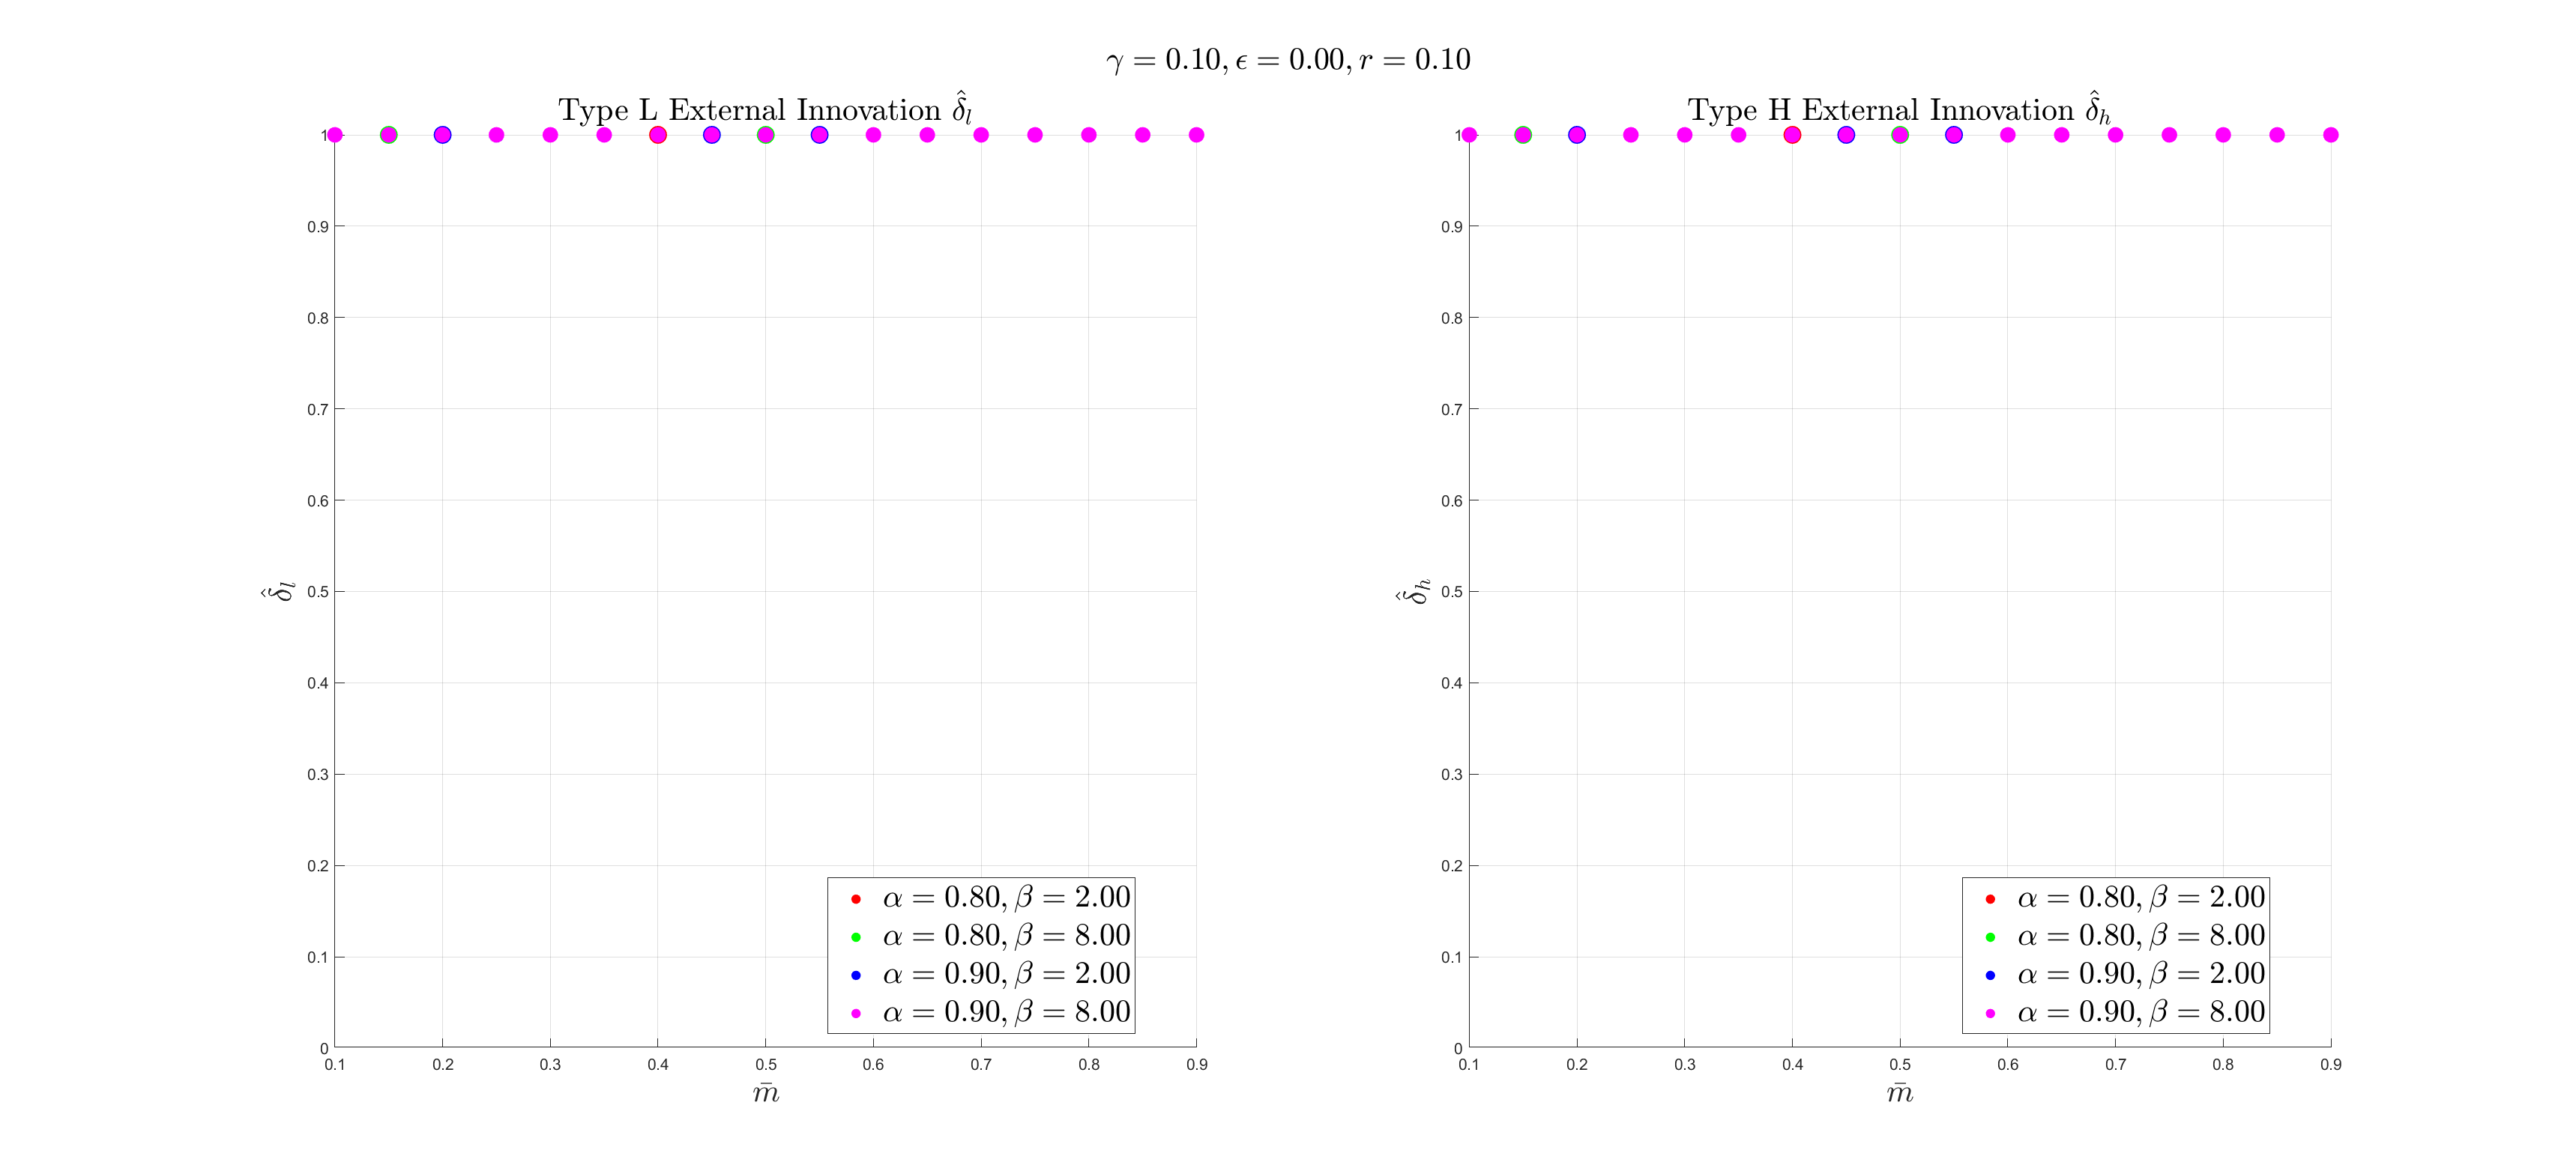 γ = 0.10, ϵ = 0.00, r = 0.10
Type L External Innovation δ̂_l
1
0.9
0.8
0.7
0.6
0.5
0.4
0.3
0.2
0.1
0
δ̂_l
0.1 0.2 0.3 0.4 0.5 0.6 0.7 0.8 0.9
m̄
α = 0.80, β = 2.00
α = 0.80, β = 8.00
α = 0.90, β = 2.00
α = 0.90, β = 8.00
Type H External Innovation δ̂_h
1
0.9
0.8
0.7
0.6
0.5
0.4
0.3
0.2
0.1
0
δ̂_h
0.1 0.2 0.3 0.4 0.5 0.6 0.7 0.8 0.9
m̄
α = 0.80, β = 2.00
α = 0.80, β = 8.00
α = 0.90, β = 2.00
α = 0.90, β = 8.00